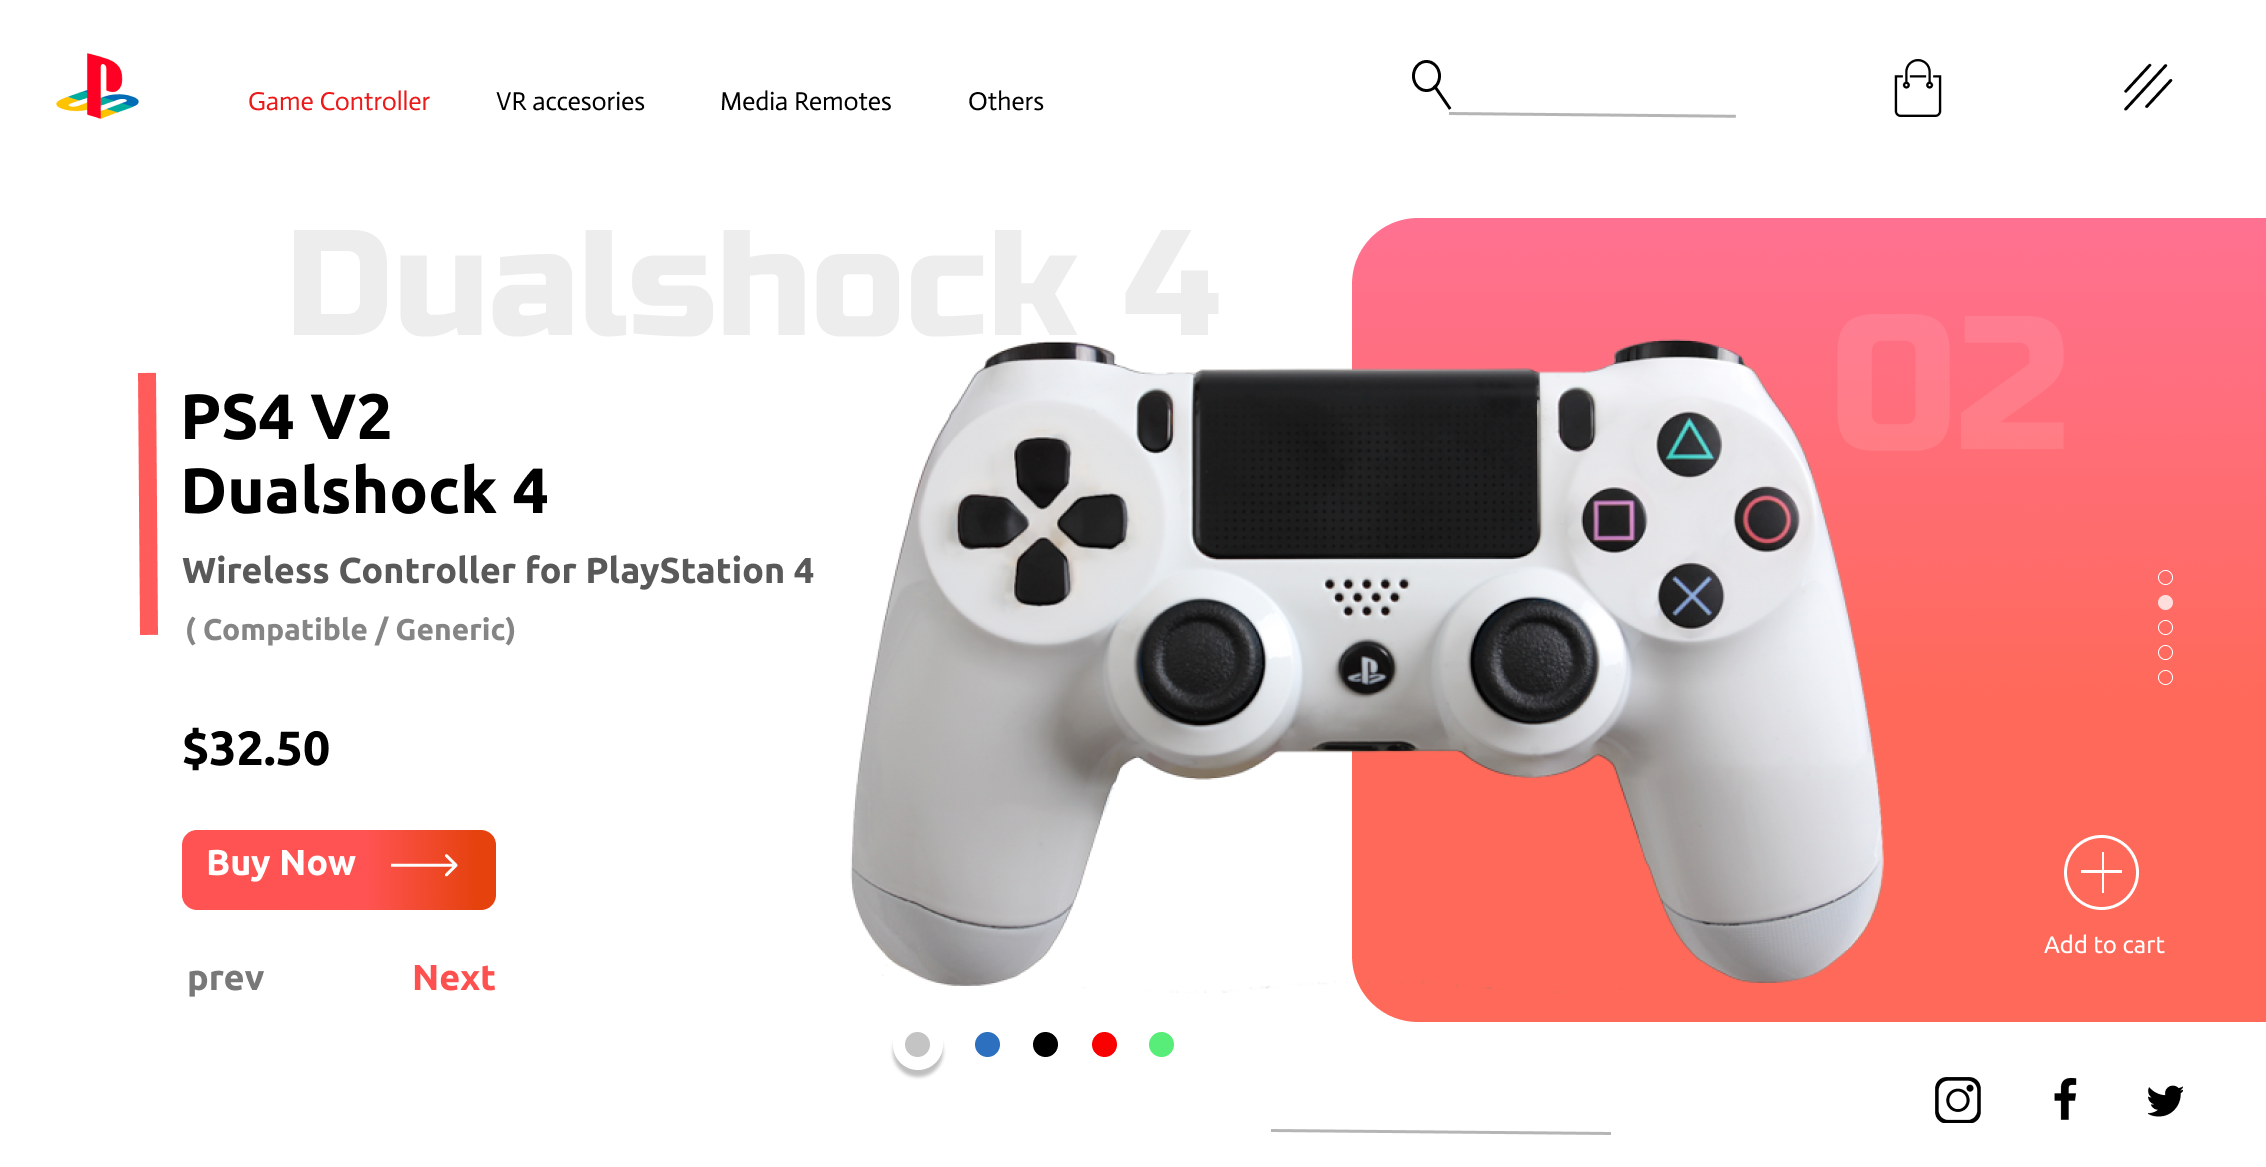 Game Controller
VR accesories
Media Remotes
Others
Dualshock 4
02
PS4 V2
Dualshock 4
Wireless Controller for PlayStation 4
( Compatible / Generic)
$32.50
Buy Now
prev
Next
Add to cart